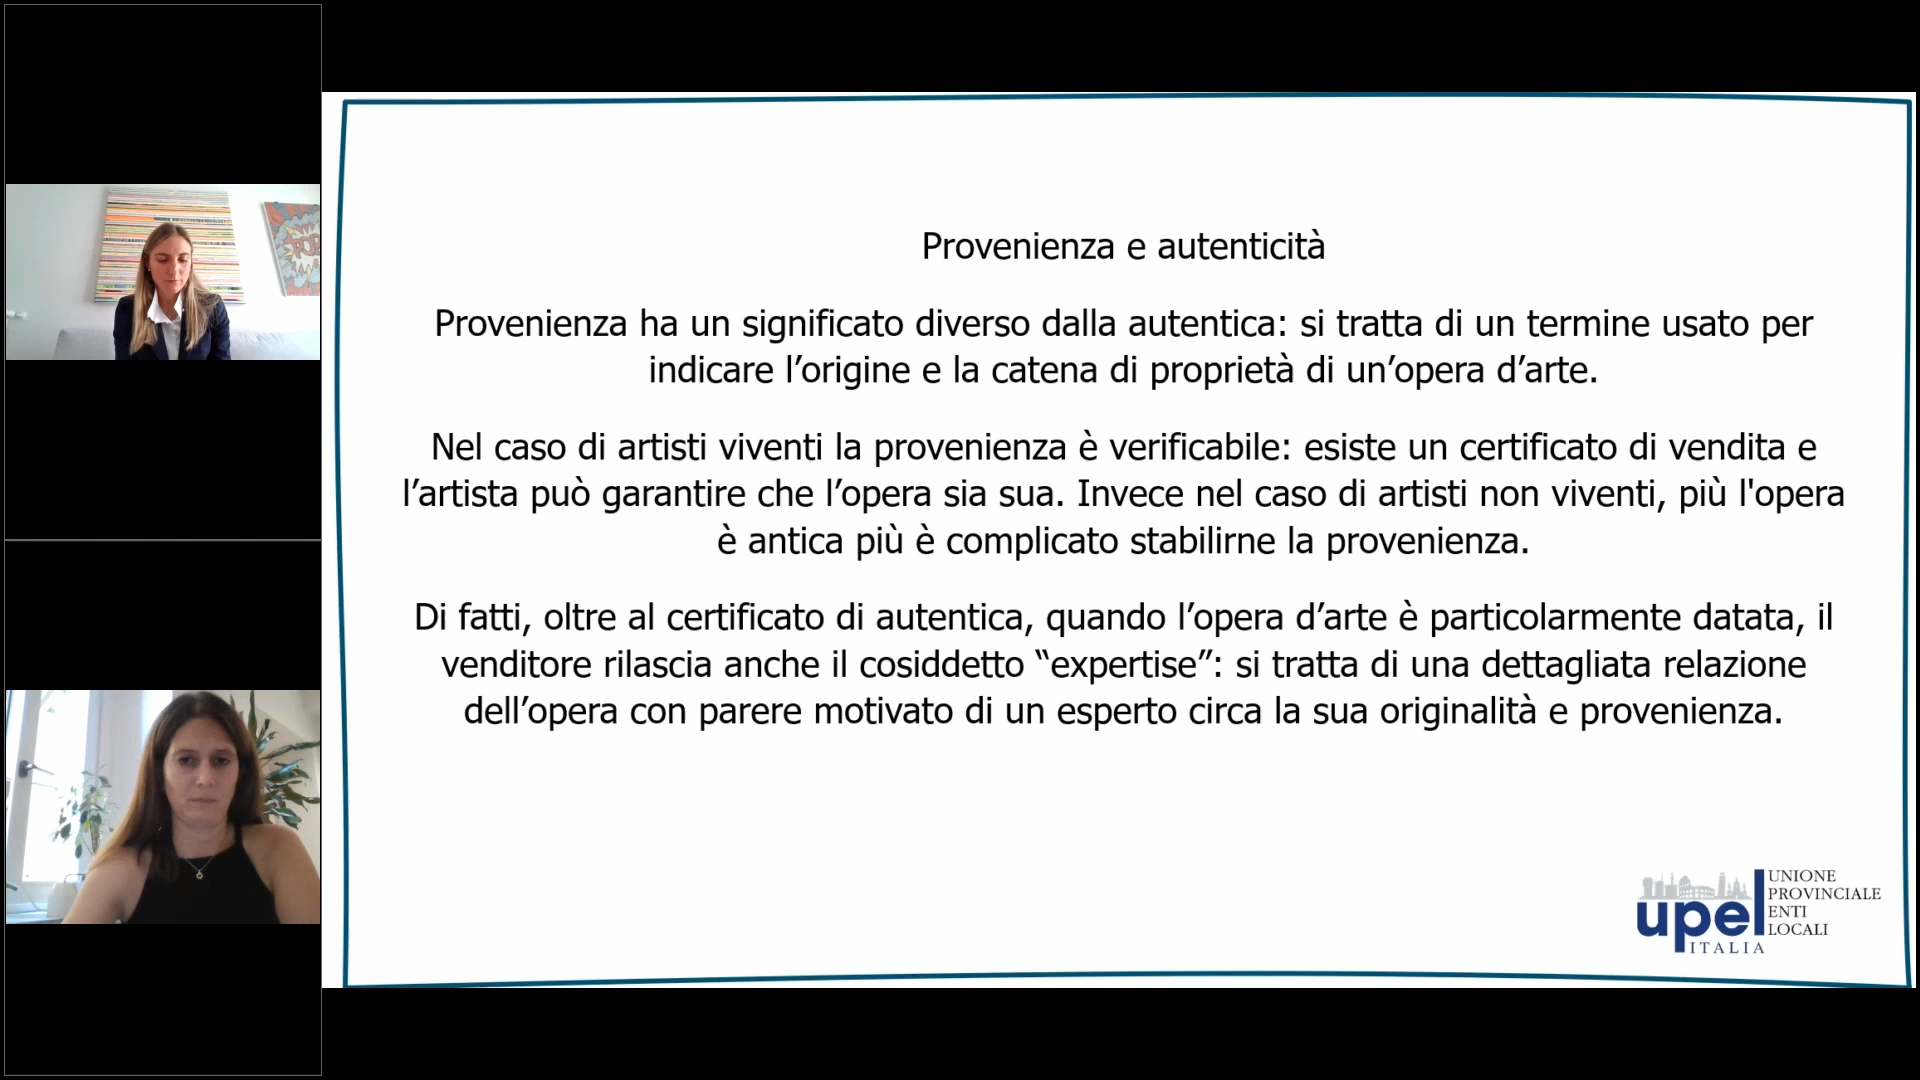 Provenienza e autenticità
Provenienza ha un significato diverso dalla autentica: si tratta di un termine usato per
indicare l’origine e la catena di proprietà di un’opera d’arte.
Nel caso di artisti viventi la provenienza è verificabile: esiste un certificato di vendita e
l’artista può garantire che l’opera sia sua. Invece nel caso di artisti non viventi, più l'opera
è antica più è complicato stabilirne la provenienza.
Di fatti, oltre al certificato di autentica, quando l’opera d’arte è particolarmente datata, il
venditore rilascia anche il cosiddetto “expertise”: si tratta di una dettagliata relazione
dell’opera con parere motivato di un esperto circa la sua originalità e provenienza.
upel
ITALIA
UNIONE
PROVINCIALE
ENTI
LOCALI
POP